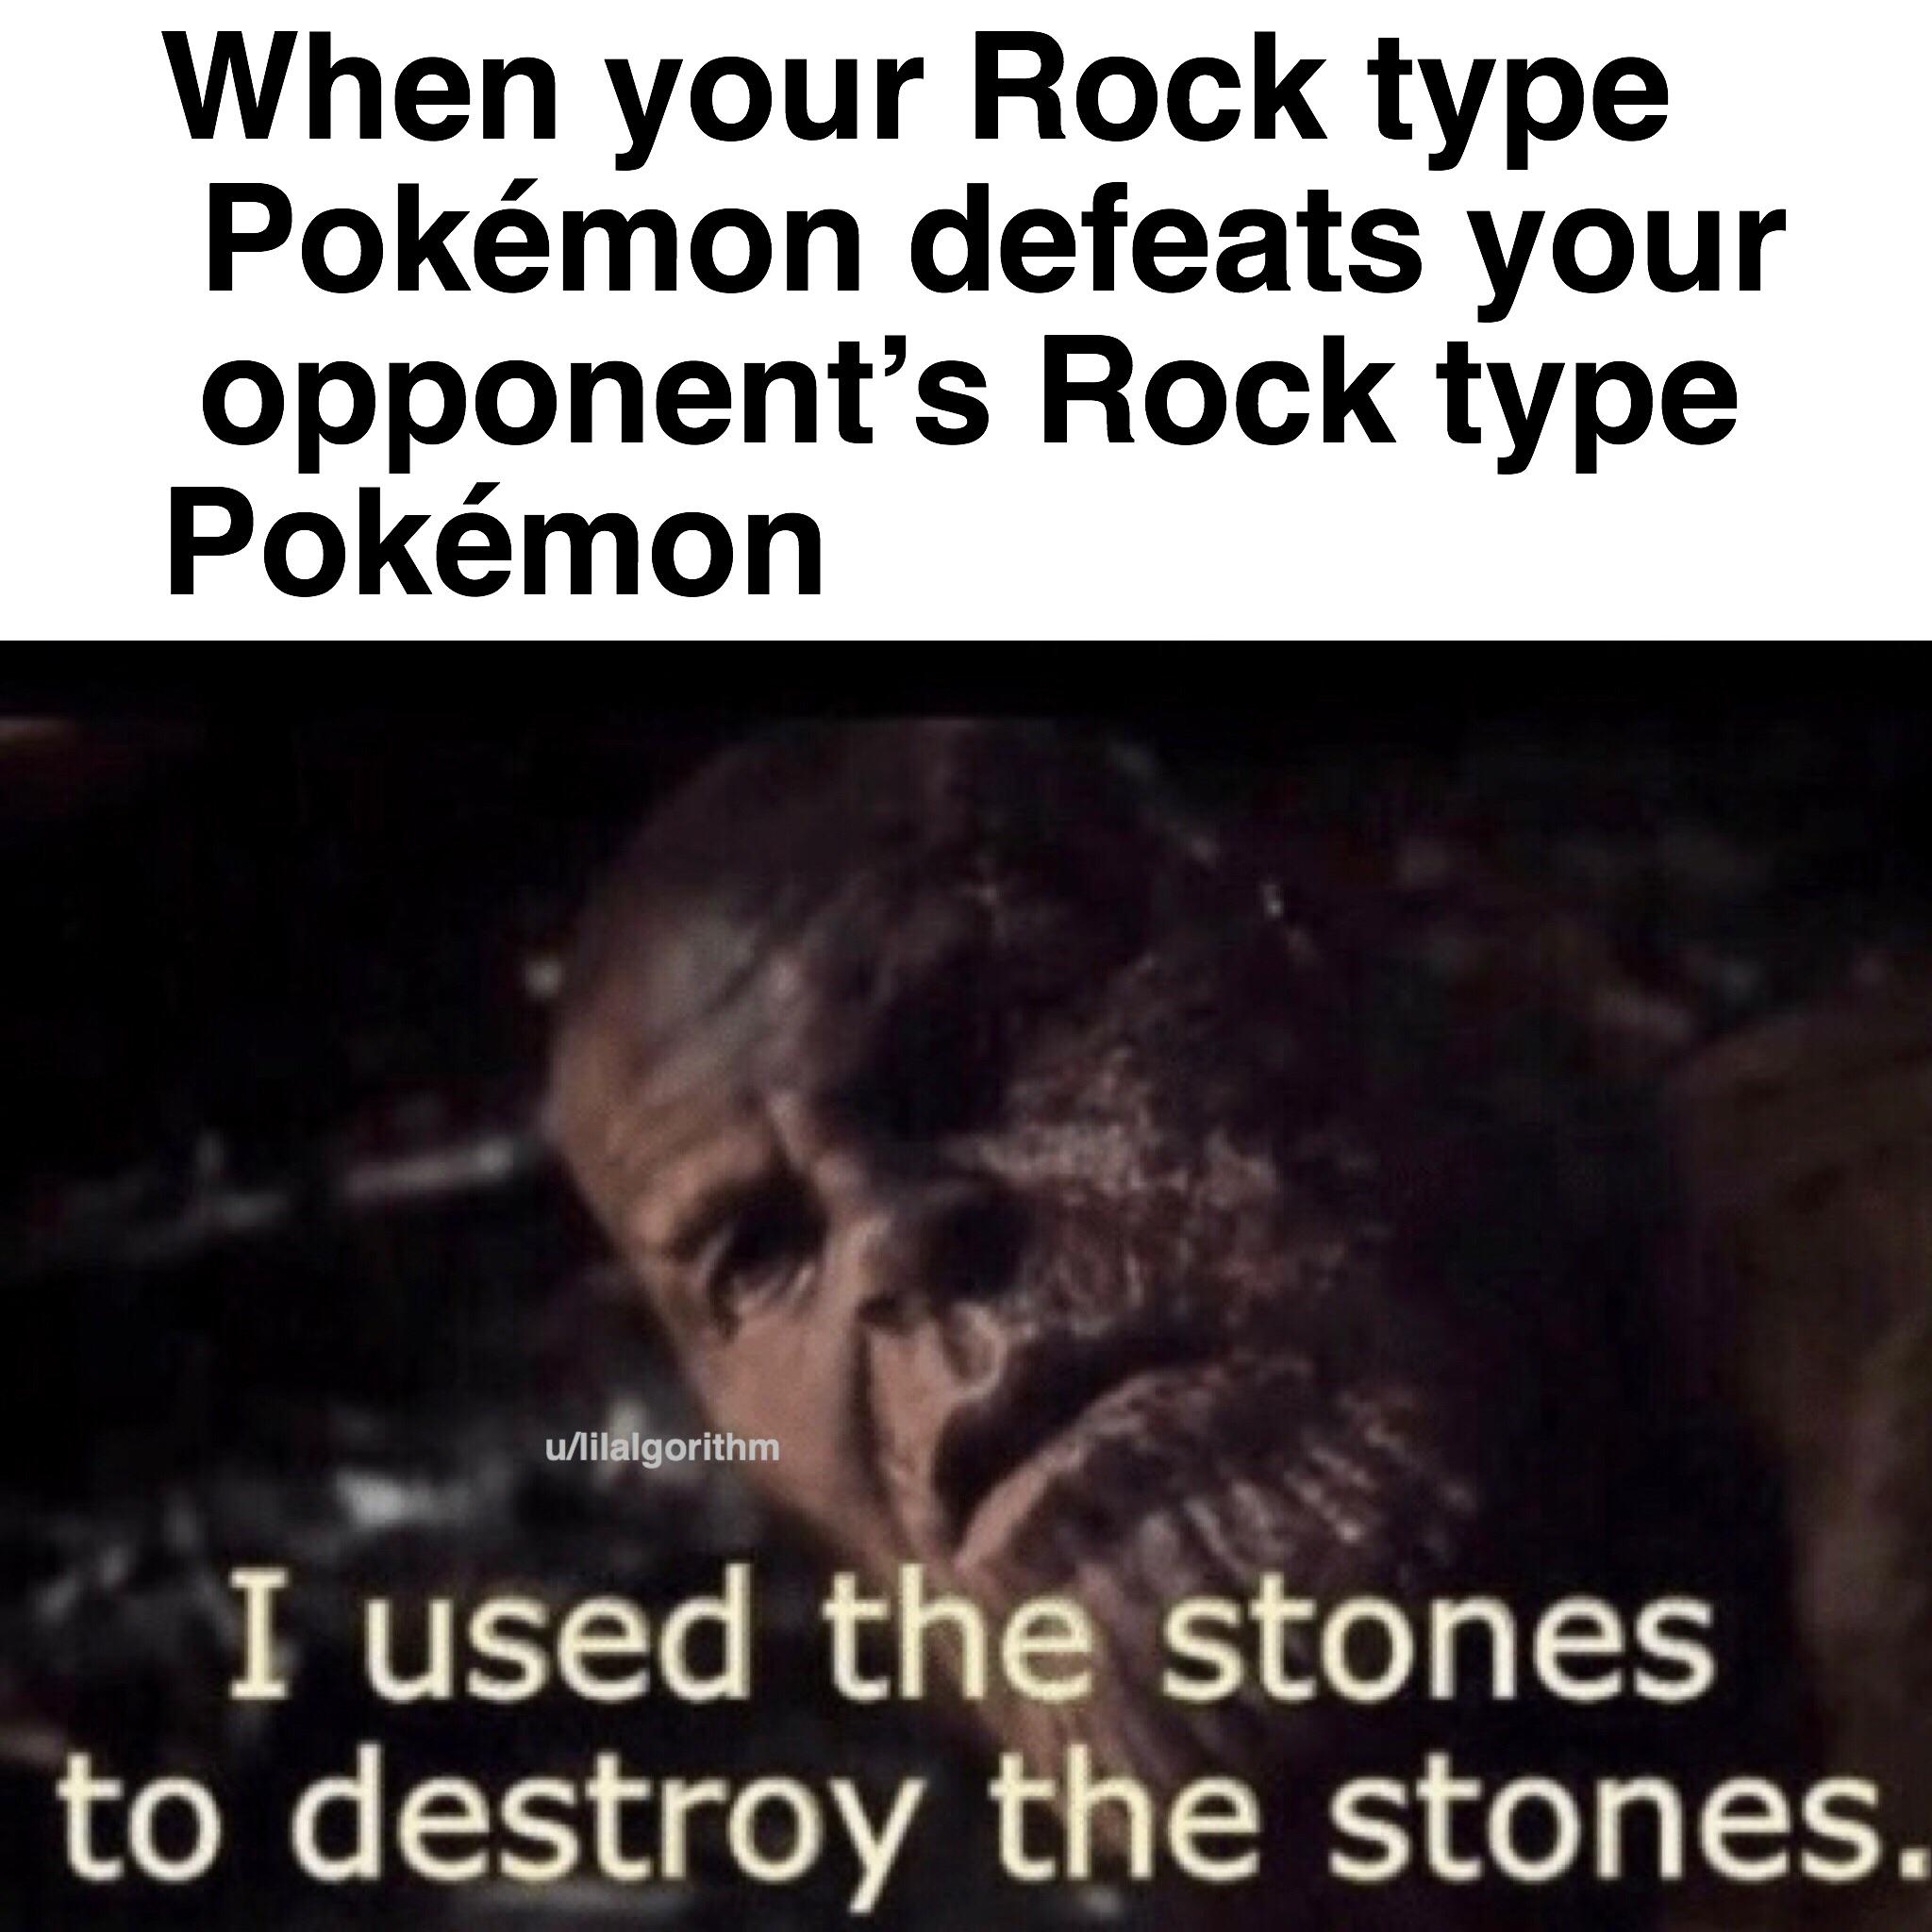 When your Rock type
Pokémon defeats your
opponent’s Rock type
Pokémon
u/lilalgorithm
I used the stones
to destroy the stones.